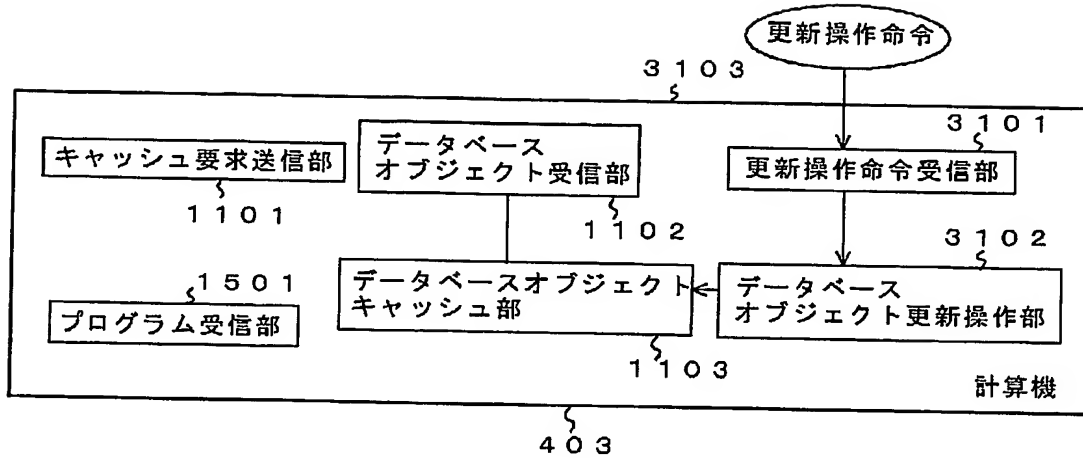 更新操作命令
3103
3101
キャッシュ要求送信部
データベース
オブジェクト受信部
更新操作命令受信部
1101
1102
3102
1501
データベースオブジェクト
キャッシュ部
データベース
オブジェクト更新操作部
プログラム受信部
1103
計算機
403